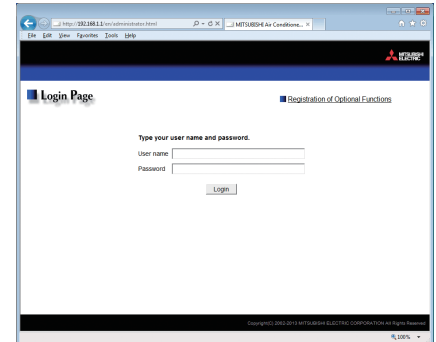 http://192.168.1.1/en/administrator.html
MITSUBISHI Air Conditione...
File Edit View Favorites Tools Help
MITSUBISHI
ELECTRIC
Login Page
Registration of Optional Functions
Type your user name and password.
User name
Password
Login
Copyright(C) 2002-2013 MITSUBISHI ELECTRIC CORPORATION All Rights Reserved
100%